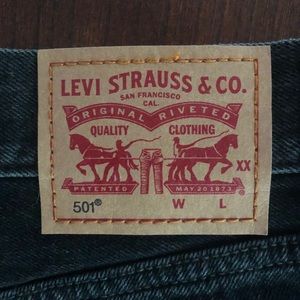 LEVI STRAUSS & CO.
SAN FRANCISCO
CAL.
ORIGINAL RIVETED
QUALITY CLOTHING
XX
PATENTED MAY 20 1873
501® W L